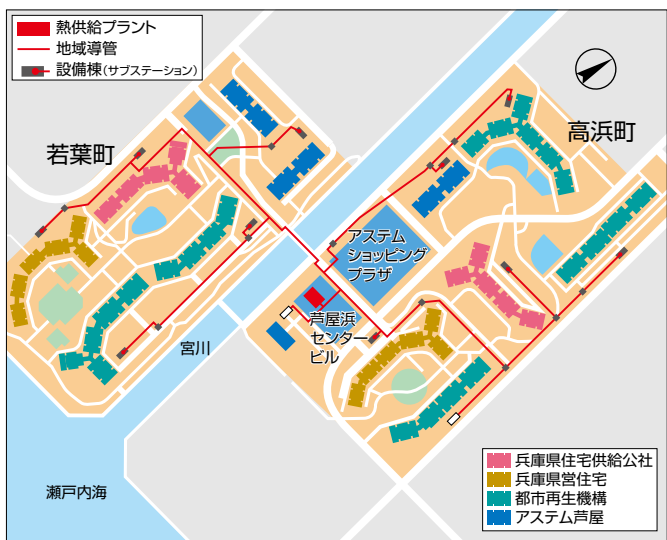 熱供給プラント
地域導管
設備棟(サブステーション)
若葉町
高浜町
アステム
ショッピング
プラザ
芦屋浜
センター
ビル
宮川
瀬戸内海
兵庫県住宅供給公社
兵庫県営住宅
都市再生機構
アステム芦屋